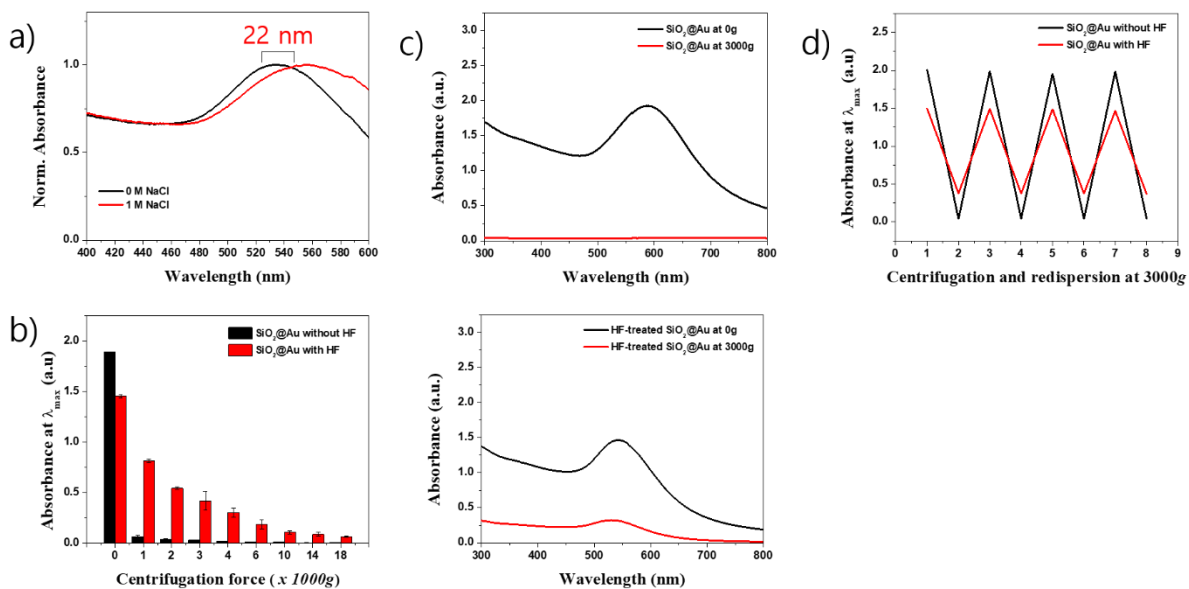 a)
22 nm
Norm. Absorbance
1.0
0.5
0.0
0 M NaCl
1 M NaCl
400 420 440 460 480 500 520 540 560 580 600
Wavelength (nm)
c)
Absorbance (a.u.)
3.0
2.5
2.0
1.5
1.0
0.5
0.0
SiO₂@Au at 0g
SiO₂@Au at 3000g
300 400 500 600 700 800
Wavelength (nm)
d)
Absorbance at λmax (a.u)
2.5
2.0
1.5
1.0
0.5
0.0
SiO₂@Au without HF
SiO₂@Au with HF
0 1 2 3 4 5 6 7 8 9
Centrifugation and redispersion at 3000g
b)
Absorbance at λmax (a.u)
2.0
1.5
1.0
0.5
0.0
SiO₂@Au without HF
SiO₂@Au with HF
0 1 2 3 4 6 10 14 18
Centrifugation force ( x 1000g)
Absorbance (a.u.)
3.0
2.5
2.0
1.5
1.0
0.5
0.0
HF-treated SiO₂@Au at 0g
HF-treated SiO₂@Au at 3000g
300 400 500 600 700 800
Wavelength (nm)